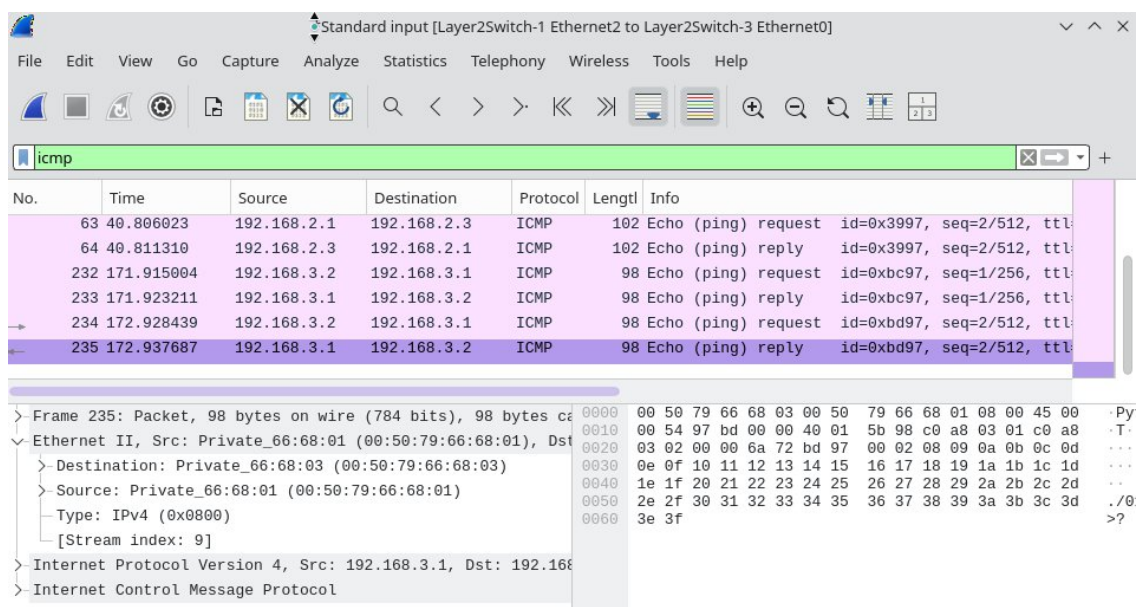 Standard input [Layer2Switch-1 Ethernet2 to Layer2Switch-3 Ethernet0]
File Edit View Go Capture Analyze Statistics Telephony Wireless Tools Help
icmp
No. Time Source Destination Protocol Lengtl Info
63 40.806023 192.168.2.1 192.168.2.3 ICMP 102 Echo (ping) request id=0x3997, seq=2/512, ttl
64 40.811310 192.168.2.3 192.168.2.1 ICMP 102 Echo (ping) reply id=0x3997, seq=2/512, ttl
232 171.915004 192.168.3.2 192.168.3.1 ICMP 98 Echo (ping) request id=0xbc97, seq=1/256, ttl
233 171.923211 192.168.3.1 192.168.3.2 ICMP 98 Echo (ping) reply id=0xbc97, seq=1/256, ttl
234 172.928439 192.168.3.2 192.168.3.1 ICMP 98 Echo (ping) request id=0xbd97, seq=2/512, ttl
235 172.937687 192.168.3.1 192.168.3.2 ICMP 98 Echo (ping) reply id=0xbd97, seq=2/512, ttl
Frame 235: Packet, 98 bytes on wire (784 bits), 98 bytes ca
Ethernet II, Src: Private_66:68:01 (00:50:79:66:68:01), Dst
Destination: Private_66:68:03 (00:50:79:66:68:03)
Source: Private_66:68:01 (00:50:79:66:68:01)
Type: IPv4 (0x0800)
[Stream index: 9]
Internet Protocol Version 4, Src: 192.168.3.1, Dst: 192.168
Internet Control Message Protocol
0000 00 50 79 66 68 03 00 50 79 66 68 01 08 00 45 00 ·Py
0010 00 54 97 bd 00 00 40 01 5b 98 c0 a8 03 01 c0 a8 ·T·
0020 03 02 00 00 6a 72 bd 97 00 02 08 09 0a 0b 0c 0d ···
0030 0e 0f 10 11 12 13 14 15 16 17 18 19 1a 1b 1c 1d ···
0040 1e 1f 20 21 22 23 24 25 26 27 28 29 2a 2b 2c 2d ··
0050 2e 2f 30 31 32 33 34 35 36 37 38 39 3a 3b 3c 3d ./0
0060 3e 3f >?